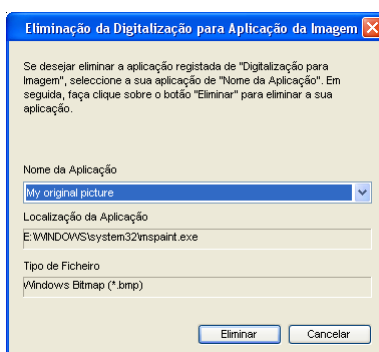 Eliminação da Digitalização para Aplicação da Imagem
Se desejar eliminar a aplicação registada de "Digitalização para
Imagem", seleccione a sua aplicação de "Nome da Aplicação". Em
seguida, faça clique sobre o botão "Eliminar" para eliminar a sua
aplicação.
Nome da Aplicação
My original picture
Localização da Aplicação
E:\WINDOWS\system32\mspaint.exe
Tipo de Ficheiro
Windows Bitmap (*.bmp)
Eliminar Cancelar